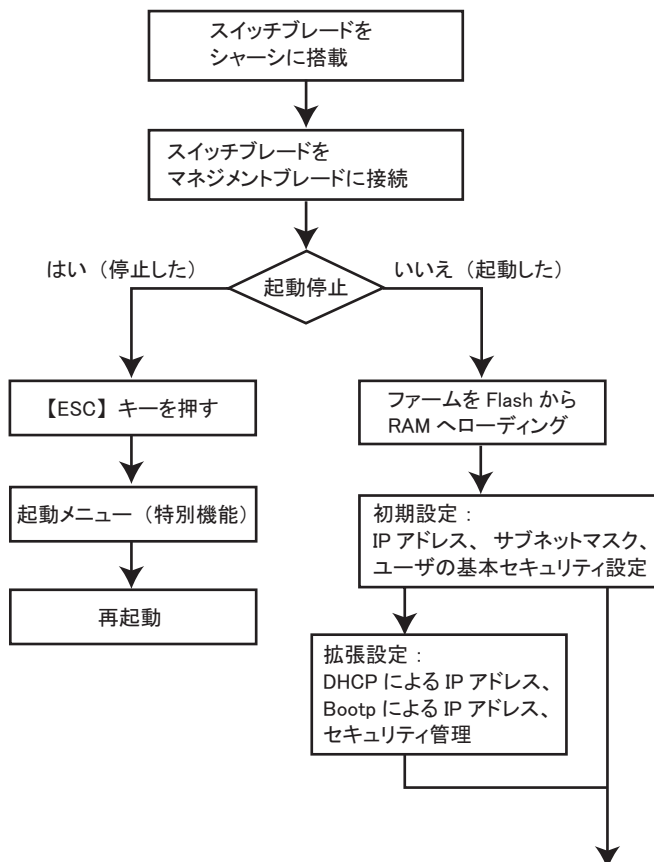 スイッチブレードを
シャーシに搭載
スイッチブレードを
マネジメントブレードに接続
はい（停止した）
いいえ（起動した）
起動停止
【ESC】キーを押す
ファームを Flash から
RAM へローディング
起動メニュー（特別機能）
初期設定：
IP アドレス、 サブネットマスク、
ユーザの基本セキュリティ設定
再起動
拡張設定：
DHCP による IP アドレス、
Bootp による IP アドレス、
セキュリティ管理